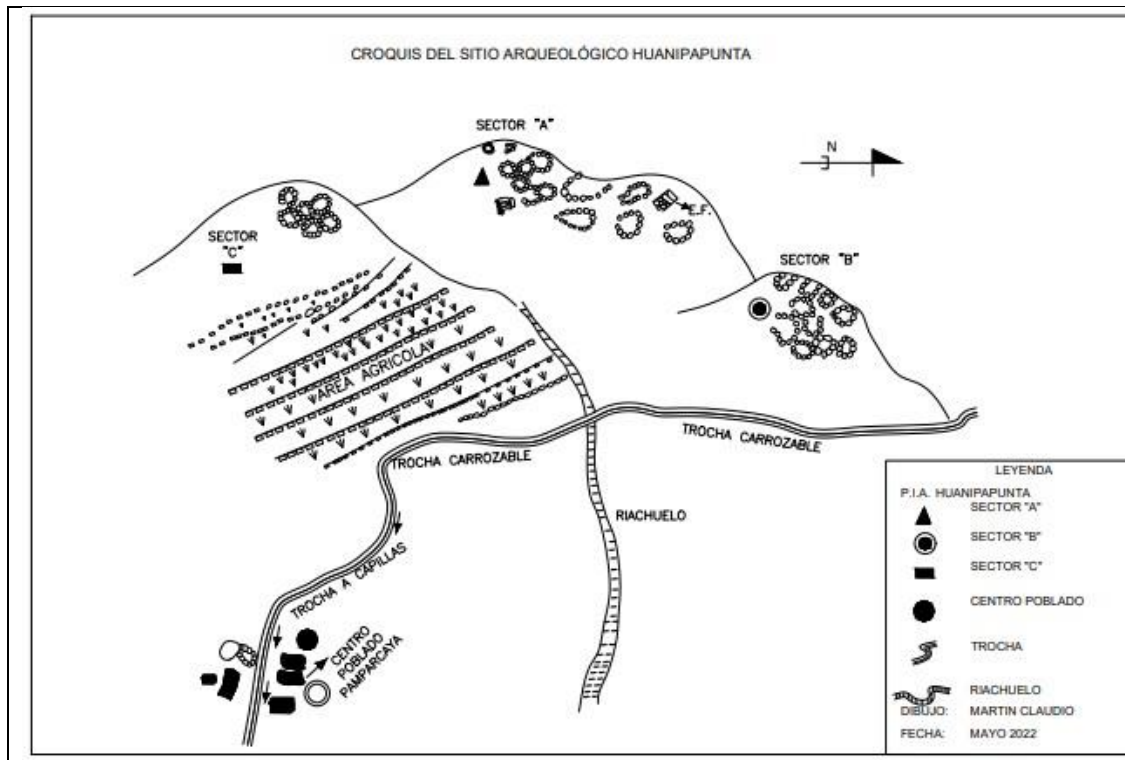 CROQUIS DEL SITIO ARQUEOLÓGICO HUANIPAPUNTA
SECTOR "A"
N
E.F.
SECTOR
"C"
SECTOR "B"
AREA AGRICOLA
TROCHA CARROZABLE
TROCHA CARROZABLE
RIACHUELO
TROCHA A CAPILLAS
CENTRO
POBLADO
PAMPARCAYA
LEYENDA
P.I.A. HUANIPAPUNTA
SECTOR "A"
SECTOR "B"
SECTOR "C"
CENTRO POBLADO
TROCHA
RIACHUELO
DIBUJO: MARTIN CLAUDIO
FECHA: MAYO 2022